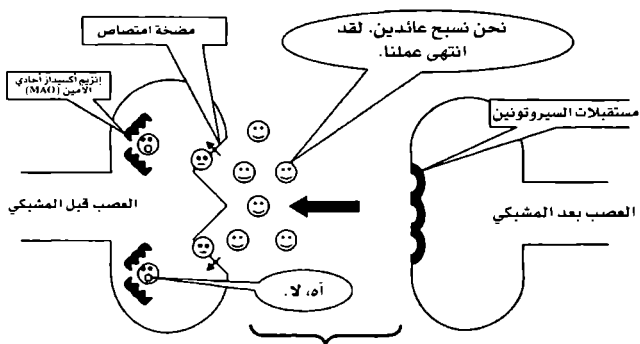 مضخة امتصاص
نحن نسبح عائدين. لقد
انتهى عملنا.
إنزيم أكسيداز أحادي
الأمين (MAO)
مستقبلات السيروتونين
العصب قبل المشبكي
العصب بعد المشبكي
آه، لا.